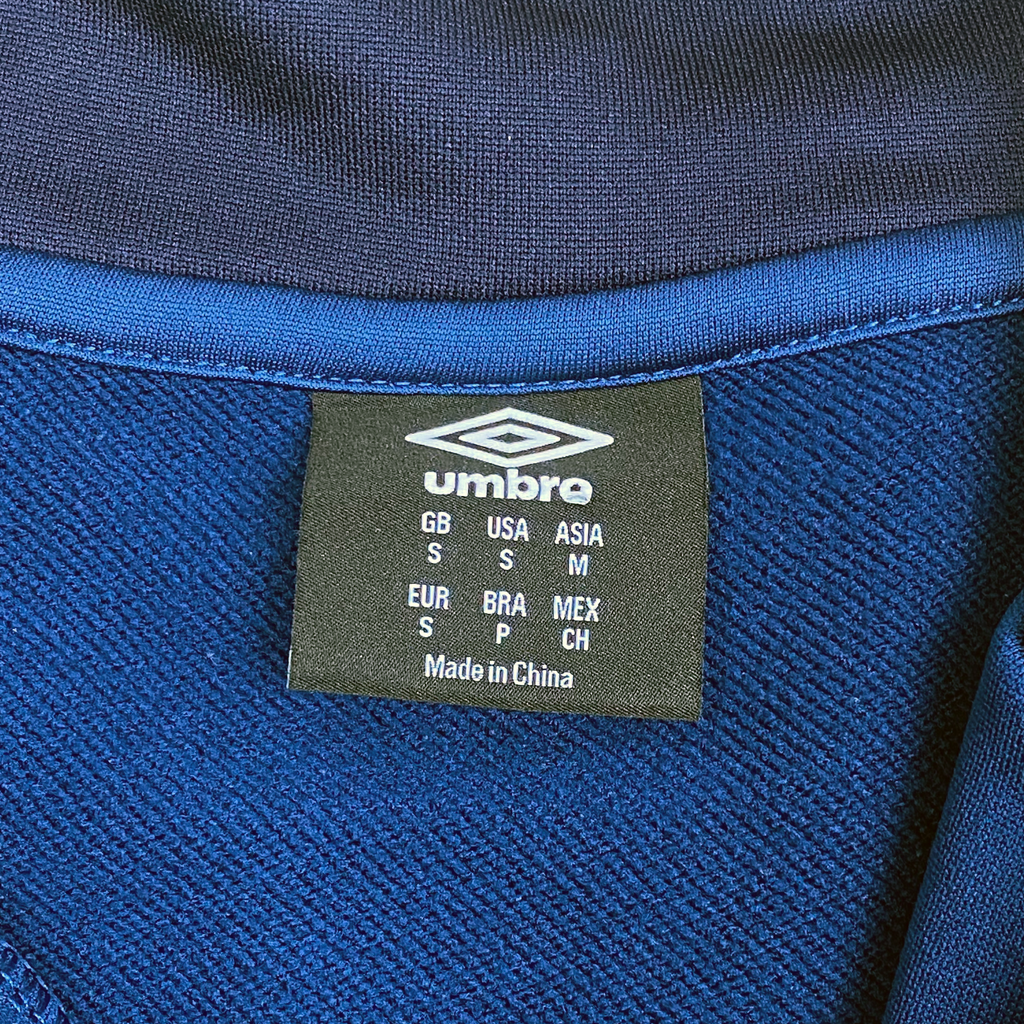 umbro
GB USA ASIA
S S M
EUR BRA MEX
S P CH
Made in China